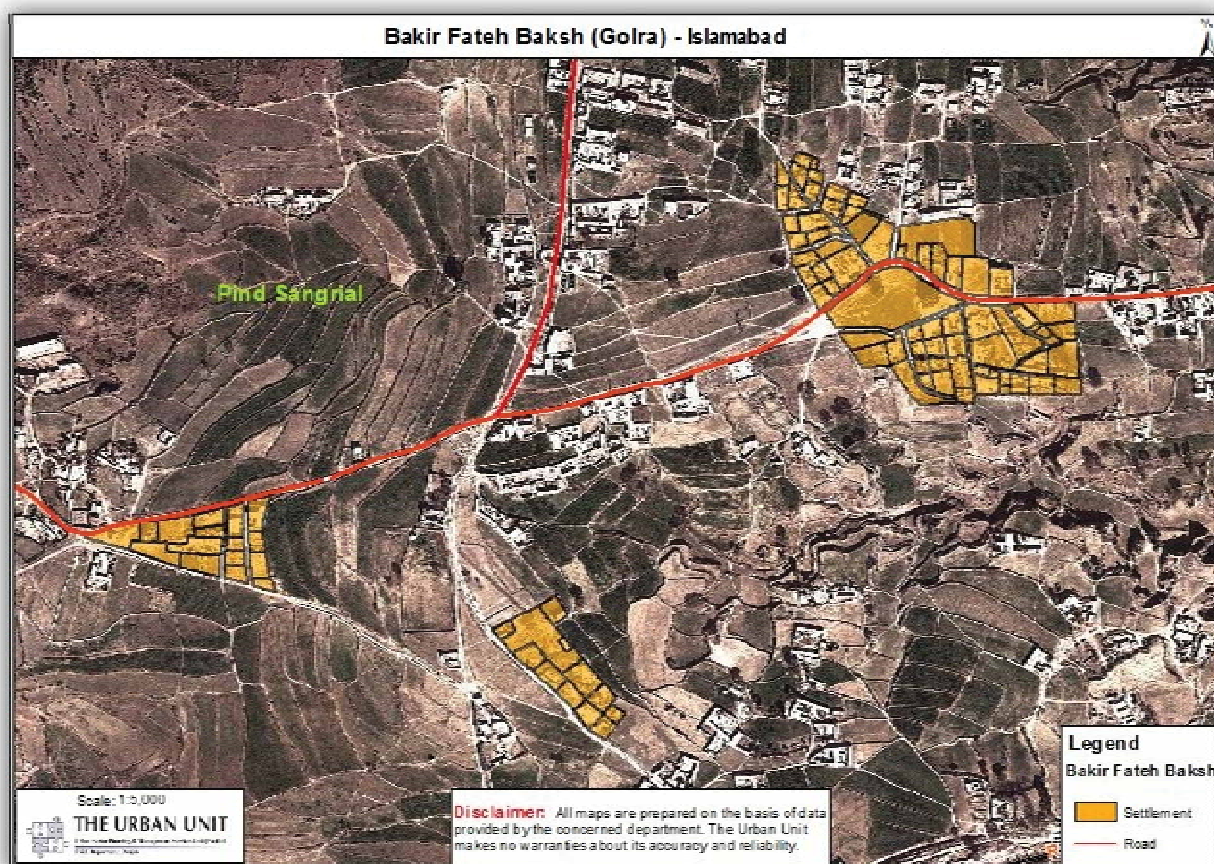 Bakir Fateh Baksh (Golra) - Islamabad
Pind Sangrial
Legend
Bakir Fateh Baksh
Settlement
Road
Scale: 1:5,000
THE URBAN UNIT
Disclaimer: All maps are prepared on the basis of data
provided by the concerned department. The Urban Unit
makes no warranties about its accuracy and reliability.